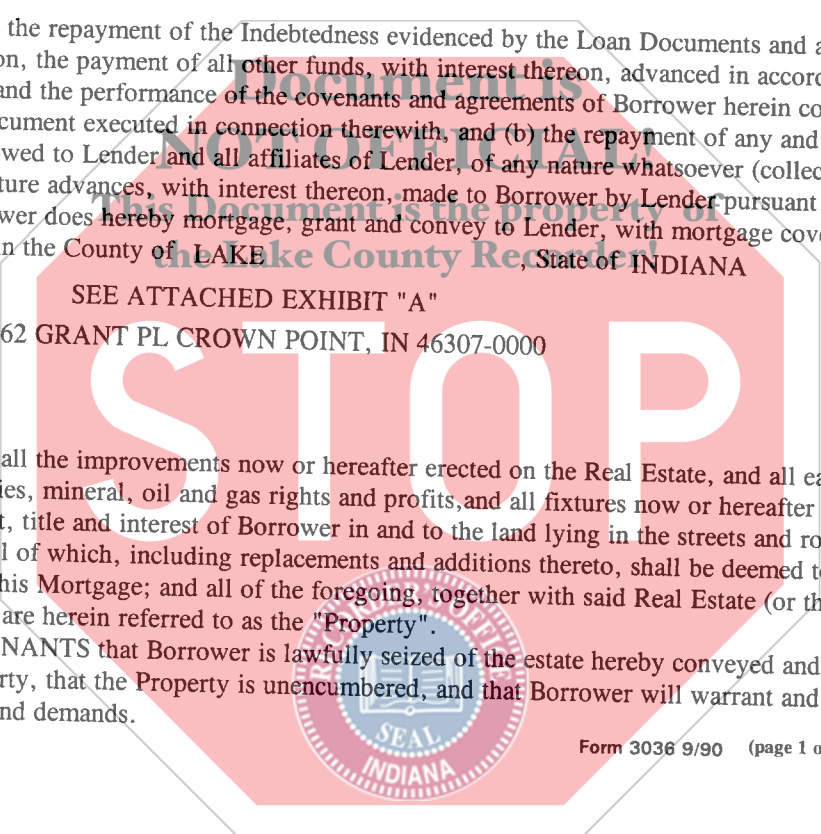 the repayment of the Indebtedness evidenced by the Loan Documents and a
on, the payment of all other funds, with interest thereon, advanced in accor
and the performance of the covenants and agreements of Borrower herein co
cument executed in connection therewith, and (b) the repayment of any and
wed to Lender and all affiliates of Lender, of any nature whatsoever (collec
ture advances, with interest thereon, made to Borrower by Lender pursuant
wer does hereby mortgage, grant and convey to Lender, with mortgage cov
n the County of LAKE , State of INDIANA
Document is
NOT OFFICIAL!
This Document is the property of
the Lake County Recorder!
SEE ATTACHED EXHIBIT "A"
62 GRANT PL CROWN POINT, IN 46307-0000
STOP
all the improvements now or hereafter erected on the Real Estate, and all ea
ies, mineral, oil and gas rights and profits,and all fixtures now or hereafter
t, title and interest of Borrower in and to the land lying in the streets and ro
l of which, including replacements and additions thereto, shall be deemed t
his Mortgage; and all of the foregoing, together with said Real Estate (or th
are herein referred to as the "Property".
NANTS that Borrower is lawfully seized of the estate hereby conveyed and
rty, that the Property is unencumbered, and that Borrower will warrant and
nd demands.
RECORDER'S OFFICE
SEAL
INDIANA
Form 3036 9/90 (page 1 o